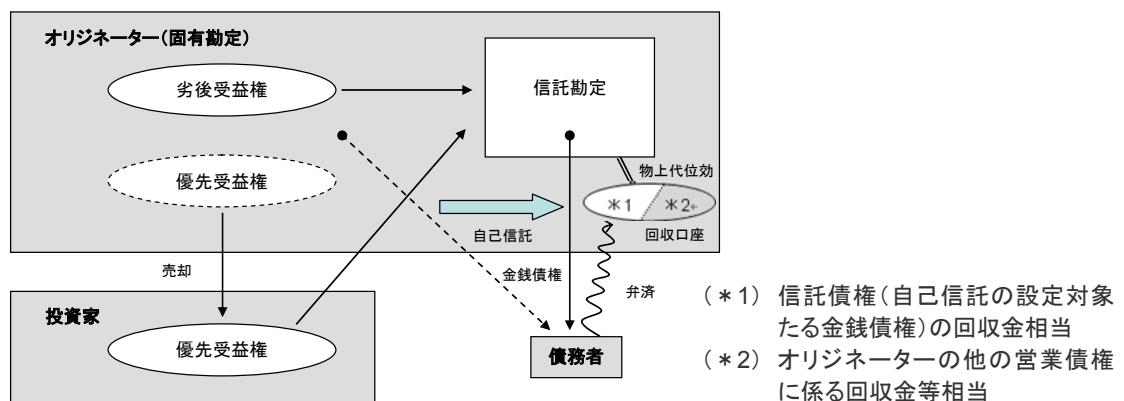 オリジネーター（固有勘定）
劣後受益権
信託勘定
優先受益権
物上代位効
＊1
＊2
自己信託
回収口座
売却
金銭債権
弁済
投資家
優先受益権
債務者
（＊1） 信託債権（自己信託の設定対象
たる金銭債権）の回収金相当
（＊2） オリジネーターの他の営業債権
に係る回収金等相当